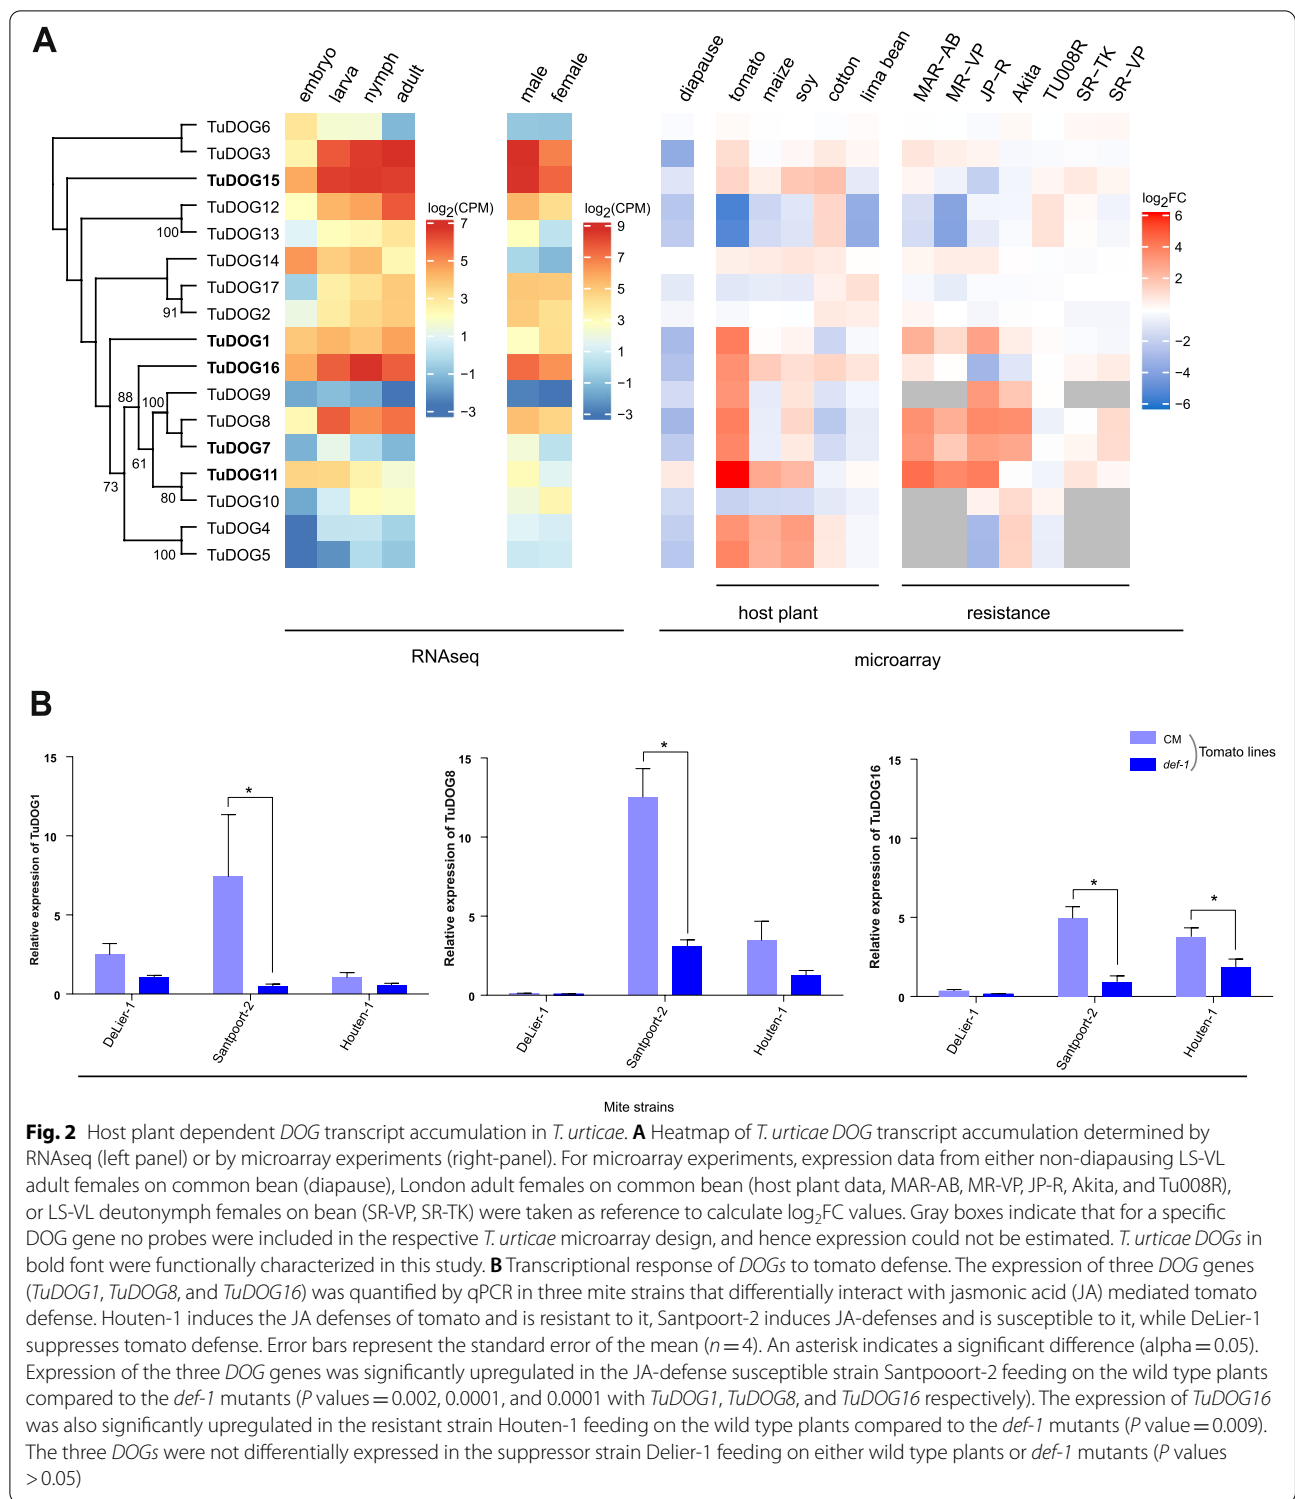 A
embryo
larva
nymph
adult
male
female
diapause
tomato
maize
soy
cotton
lima bean
MAR−AB
MR−VP
JP−R
Akita
TU008R
SR−TK
SR−VP
TuDOG6
TuDOG3
TuDOG15
TuDOG12
TuDOG13
TuDOG14
TuDOG17
TuDOG2
TuDOG1
TuDOG16
TuDOG9
TuDOG8
TuDOG7
TuDOG11
TuDOG10
TuDOG4
TuDOG5
100
91
88
100
61
73
80
100
log2(CPM)
7
5
3
1
−1
−3
log2(CPM)
9
7
5
3
1
−1
−3
log2FC
6
4
2
−2
−4
−6
host plant
resistance
RNAseq
microarray
B
CM
def-1
Tomato lines
Relative expression of TuDOG1
15
10
5
0
*
DeLier-1
Santpoort-2
Houten-1
Relative expression of TuDOG8
15
10
5
0
*
DeLier-1
Santpoort-2
Houten-1
Relative expression of TuDOG16
15
10
5
0
*
*
DeLier-1
Santpoort-2
Houten-1
Mite strains
Fig. 2 Host plant dependent DOG transcript accumulation in T. urticae. A Heatmap of T. urticae DOG transcript accumulation determined by
RNAseq (left panel) or by microarray experiments (right-panel). For microarray experiments, expression data from either non-diapausing LS-VL
adult females on common bean (diapause), London adult females on common bean (host plant data, MAR-AB, MR-VP, JP-R, Akita, and Tu008R),
or LS-VL deutonymph females on bean (SR-VP, SR-TK) were taken as reference to calculate log2FC values. Gray boxes indicate that for a specific
DOG gene no probes were included in the respective T. urticae microarray design, and hence expression could not be estimated. T. urticae DOGs in
bold font were functionally characterized in this study. B Transcriptional response of DOGs to tomato defense. The expression of three DOG genes
(TuDOG1, TuDOG8, and TuDOG16) was quantified by qPCR in three mite strains that differentially interact with jasmonic acid (JA) mediated tomato
defense. Houten-1 induces the JA defenses of tomato and is resistant to it, Santpoort-2 induces JA-defenses and is susceptible to it, while DeLier-1
suppresses tomato defense. Error bars represent the standard error of the mean (n = 4). An asterisk indicates a significant difference (alpha = 0.05).
Expression of the three DOG genes was significantly upregulated in the JA-defense susceptible strain Santpooort-2 feeding on the wild type plants
compared to the def-1 mutants (P values = 0.002, 0.0001, and 0.0001 with TuDOG1, TuDOG8, and TuDOG16 respectively). The expression of TuDOG16
was also significantly upregulated in the resistant strain Houten-1 feeding on the wild type plants compared to the def-1 mutants (P value = 0.009).
The three DOGs were not differentially expressed in the suppressor strain Delier-1 feeding on either wild type plants or def-1 mutants (P values
> 0.05)